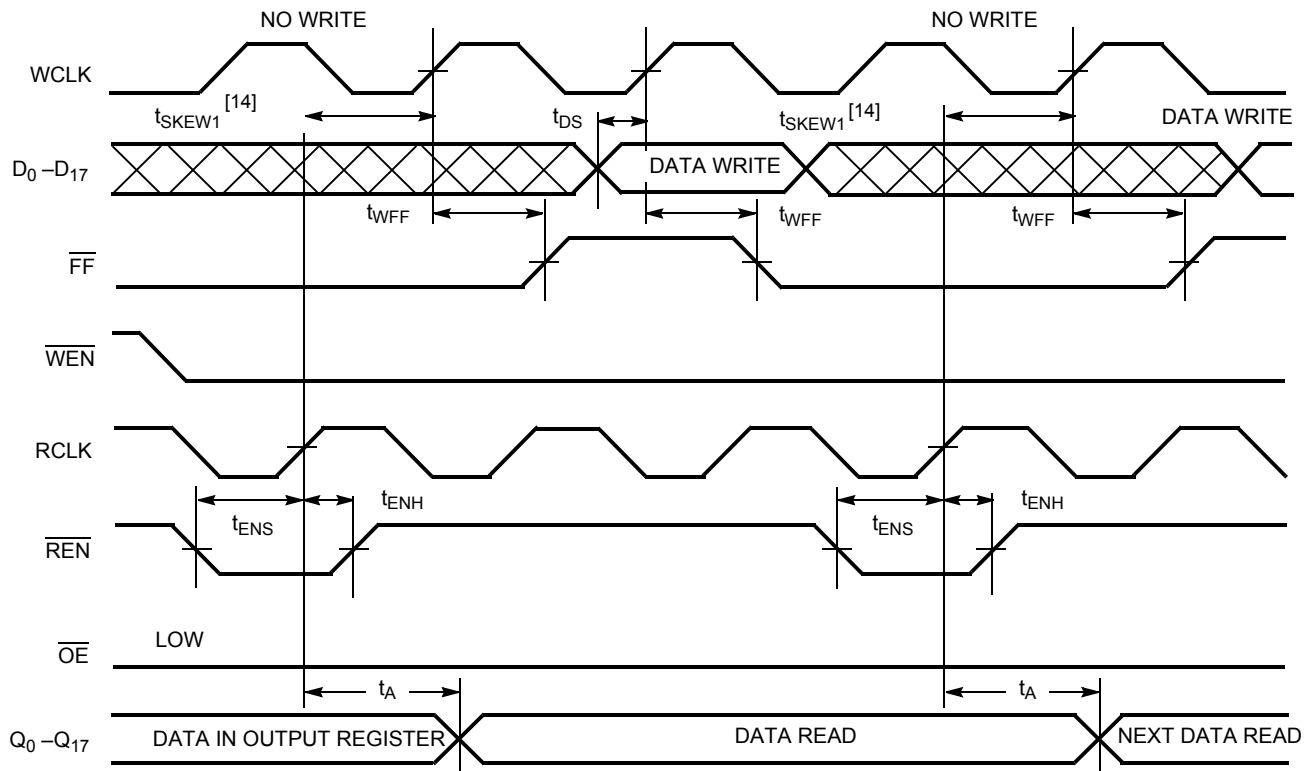 NO WRITE NO WRITE
WCLK
tSKEW1[14] tDS tSKEW1[14] DATA WRITE
D0 –D17 DATA WRITE
tWFF tWFF tWFF
FF
WEN
RCLK
tENS tENH tENS tENH
REN
LOW
OE
tA tA
Q0 –Q17 DATA IN OUTPUT REGISTER DATA READ NEXT DATA READ